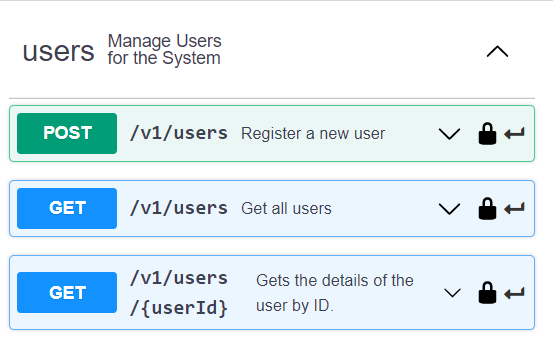 users Manage Users
for the System
POST /v1/users Register a new user
GET /v1/users Get all users
GET /v1/users Gets the details of the
/{userId} user by ID.